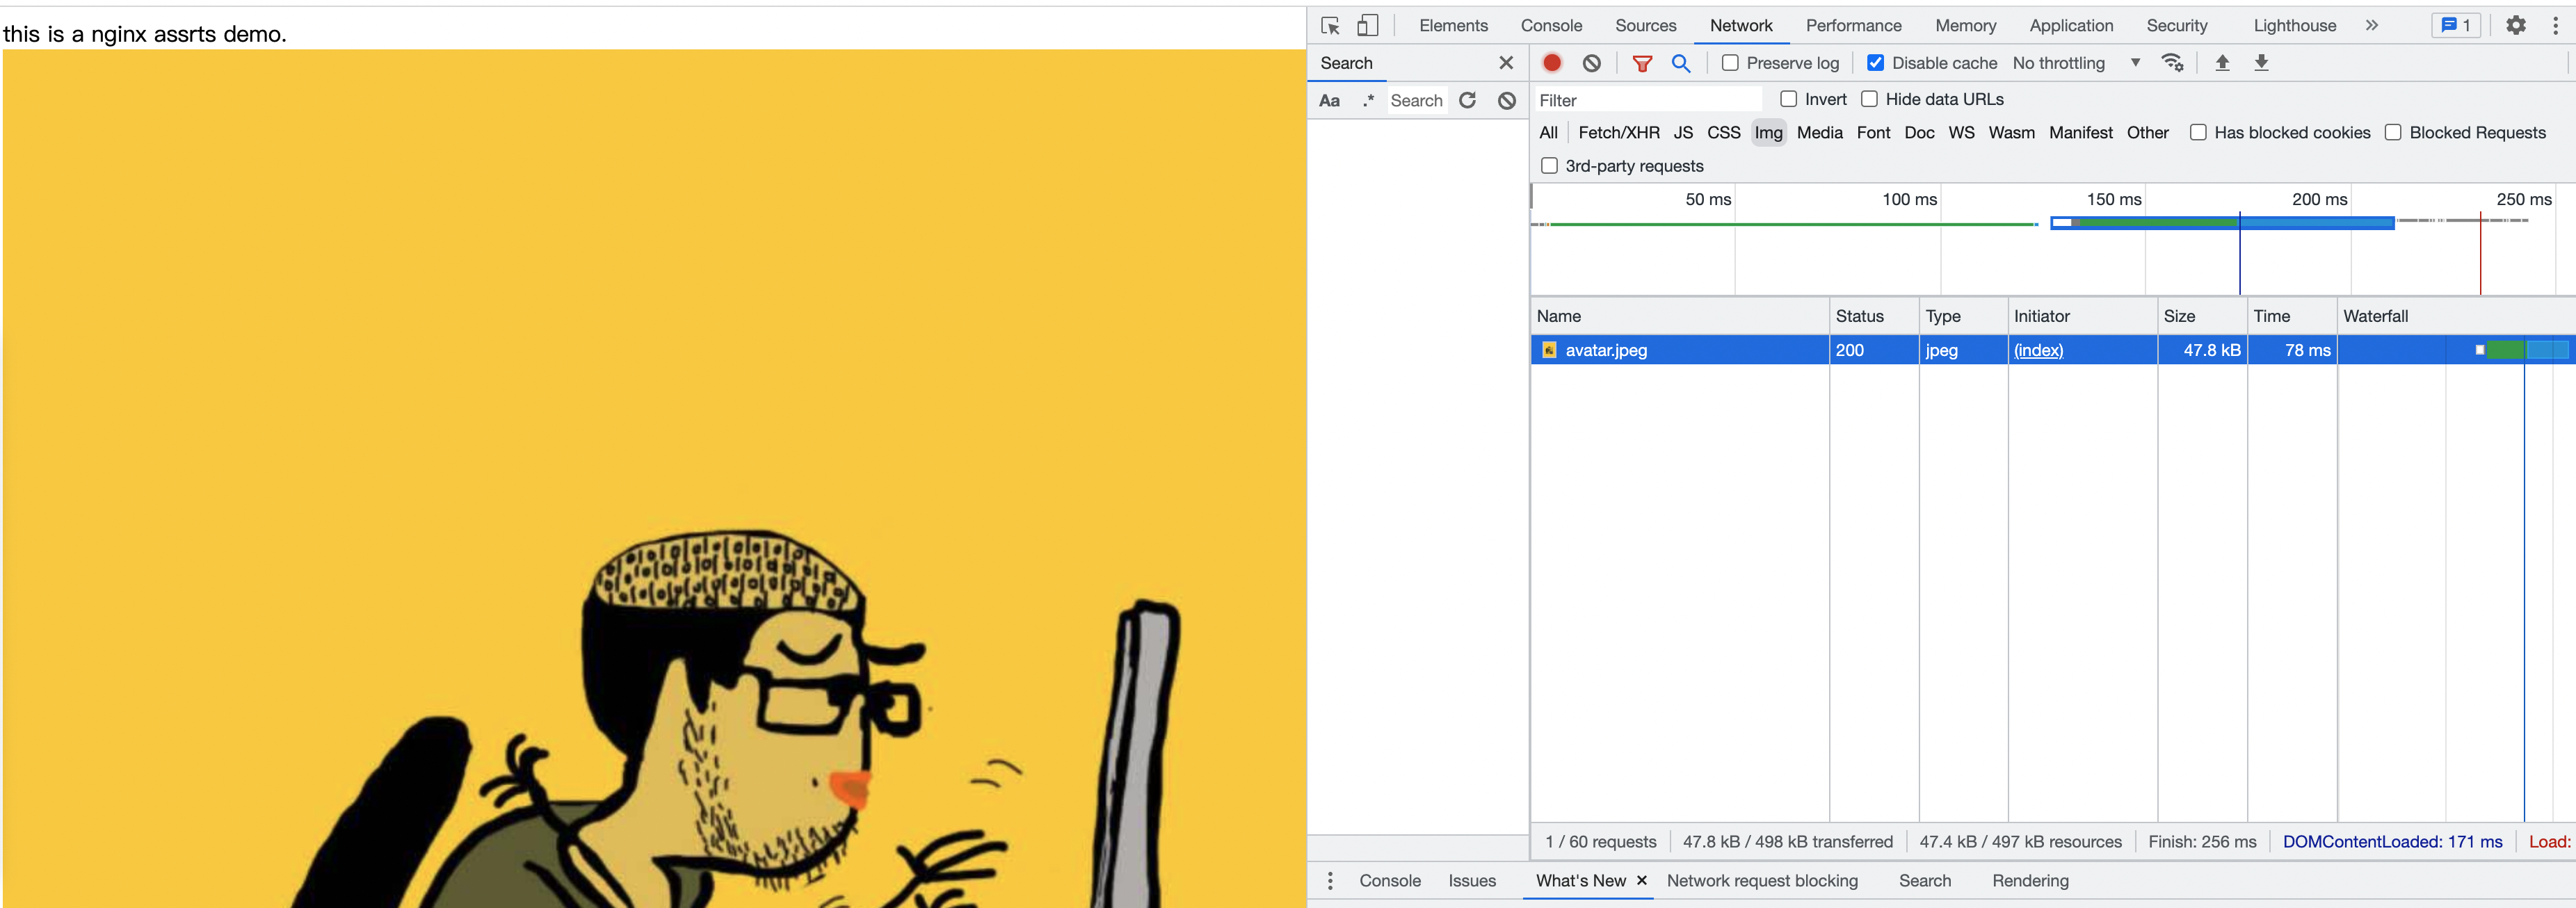 this is a nginx assrts demo.
Elements Console Sources Network Performance Memory Application Security Lighthouse 1
Search
Preserve log Disable cache No throttling
Aa .* Search
Filter Invert Hide data URLs
All Fetch/XHR JS CSS Img Media Font Doc WS Wasm Manifest Other Has blocked cookies Blocked Requests
3rd-party requests
50 ms 100 ms 150 ms 200 ms 250 ms
Name Status Type Initiator Size Time Waterfall
avatar.jpeg 200 jpeg (index) 47.8 kB 78 ms
1 / 60 requests 47.8 kB / 498 kB transferred 47.4 kB / 497 kB resources Finish: 256 ms DOMContentLoaded: 171 ms Load:
Console Issues What's New Network request blocking Search Rendering